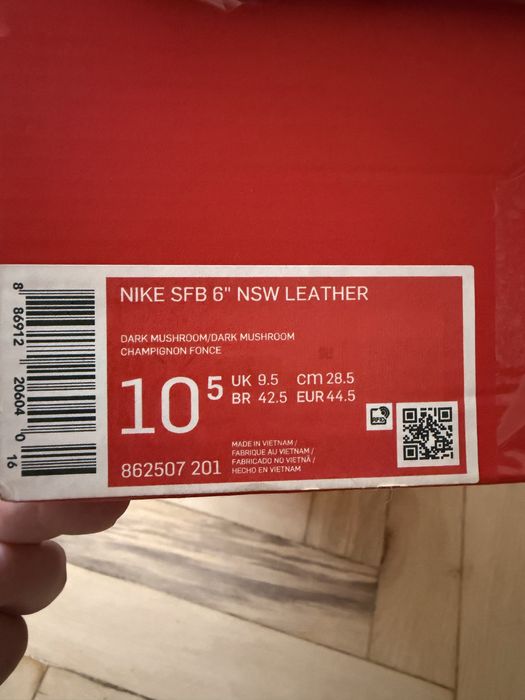 NIKE SFB 6" NSW LEATHER
DARK MUSHROOM/DARK MUSHROOM
CHAMPIGNON FONCE
10 5
UK 9.5 cm 28.5
BR 42.5 EUR 44.5
862507 201
MADE IN VIETNAM /
FABRIQUE AU VIETNAM /
FABRICADO NO VIETNÃ /
HECHO EN VIETNAM
8 86912 20604 0 16